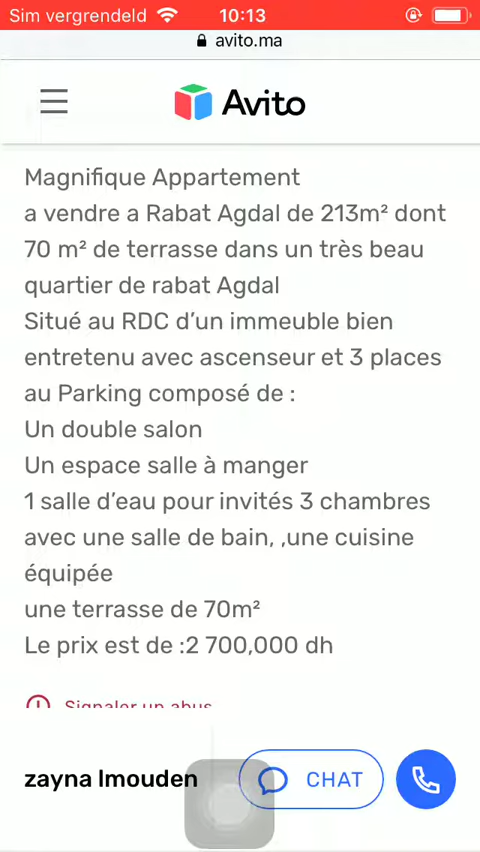 Sim vergrendeld 10:13
avito.ma
Avito
Magnifique Appartement
a vendre a Rabat Agdal de 213m² dont
70 m² de terrasse dans un très beau
quartier de rabat Agdal
Situé au RDC d’un immeuble bien
entretenu avec ascenseur et 3 places
au Parking composé de :
Un double salon
Un espace salle à manger
1 salle d’eau pour invités 3 chambres
avec une salle de bain, ,une cuisine
équipée
une terrasse de 70m²
Le prix est de :2 700,000 dh
Signaler un abus
zayna lmouden CHAT